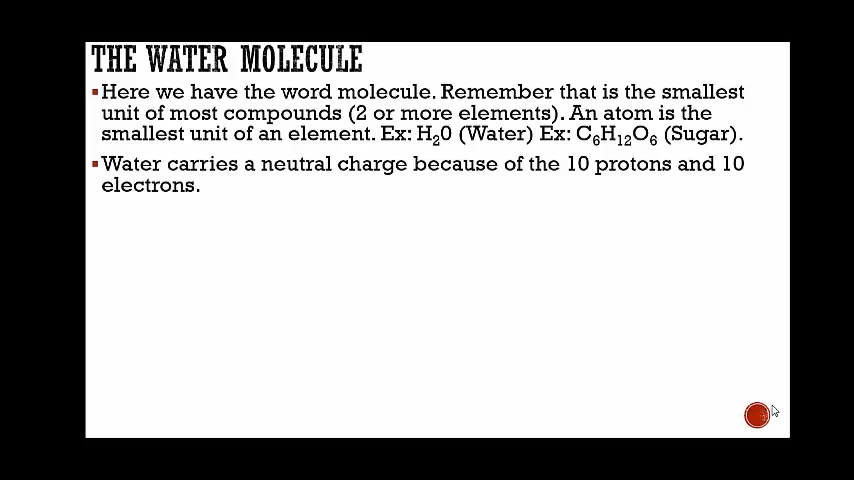 THE WATER MOLECULE
▪Here we have the word molecule. Remember that is the smallest
unit of most compounds (2 or more elements). An atom is the
smallest unit of an element. Ex: H₂0 (Water) Ex: C₆H₁₂O₆ (Sugar).
▪Water carries a neutral charge because of the 10 protons and 10
electrons.